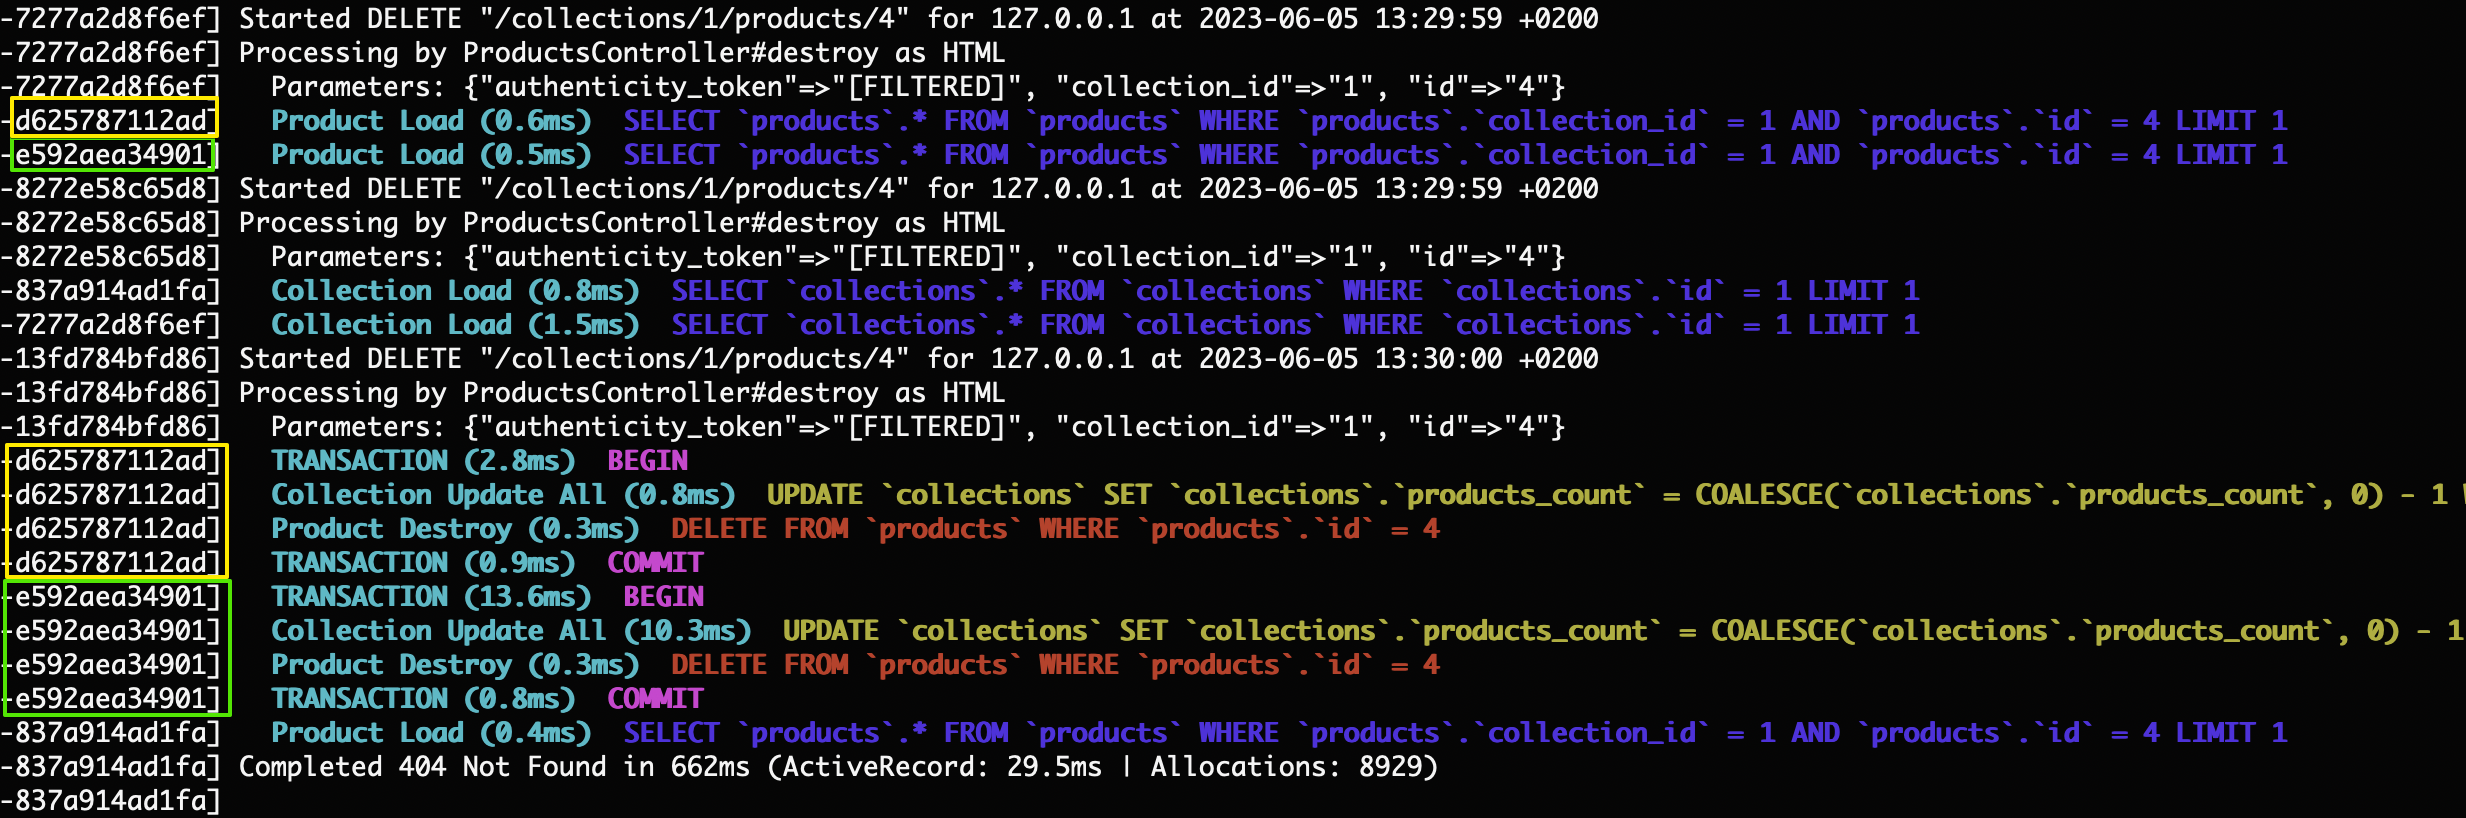 -7277a2d8f6ef] Started DELETE "/collections/1/products/4" for 127.0.0.1 at 2023-06-05 13:29:59 +0200
-7277a2d8f6ef] Processing by ProductsController#destroy as HTML
-7277a2d8f6ef]   Parameters: {"authenticity_token"=>"[FILTERED]", "collection_id"=>"1", "id"=>"4"}
-d625787112ad]   Product Load (0.6ms)  SELECT `products`.* FROM `products` WHERE `products`.`collection_id` = 1 AND `products`.`id` = 4 LIMIT 1
-e592aea34901]   Product Load (0.5ms)  SELECT `products`.* FROM `products` WHERE `products`.`collection_id` = 1 AND `products`.`id` = 4 LIMIT 1
-8272e58c65d8] Started DELETE "/collections/1/products/4" for 127.0.0.1 at 2023-06-05 13:29:59 +0200
-8272e58c65d8] Processing by ProductsController#destroy as HTML
-8272e58c65d8]   Parameters: {"authenticity_token"=>"[FILTERED]", "collection_id"=>"1", "id"=>"4"}
-837a914ad1fa]   Collection Load (0.8ms)  SELECT `collections`.* FROM `collections` WHERE `collections`.`id` = 1 LIMIT 1
-7277a2d8f6ef]   Collection Load (1.5ms)  SELECT `collections`.* FROM `collections` WHERE `collections`.`id` = 1 LIMIT 1
-13fd784bfd86] Started DELETE "/collections/1/products/4" for 127.0.0.1 at 2023-06-05 13:30:00 +0200
-13fd784bfd86] Processing by ProductsController#destroy as HTML
-13fd784bfd86]   Parameters: {"authenticity_token"=>"[FILTERED]", "collection_id"=>"1", "id"=>"4"}
-d625787112ad]   TRANSACTION (2.8ms)  BEGIN
-d625787112ad]   Collection Update All (0.8ms)  UPDATE `collections` SET `collections`.`products_count` = COALESCE(`collections`.`products_count`, 0) - 1
-d625787112ad]   Product Destroy (0.3ms)  DELETE FROM `products` WHERE `products`.`id` = 4
-d625787112ad]   TRANSACTION (0.9ms)  COMMIT
-e592aea34901]   TRANSACTION (13.6ms)  BEGIN
-e592aea34901]   Collection Update All (10.3ms)  UPDATE `collections` SET `collections`.`products_count` = COALESCE(`collections`.`products_count`, 0) - 1
-e592aea34901]   Product Destroy (0.3ms)  DELETE FROM `products` WHERE `products`.`id` = 4
-e592aea34901]   TRANSACTION (0.8ms)  COMMIT
-837a914ad1fa]   Product Load (0.4ms)  SELECT `products`.* FROM `products` WHERE `products`.`collection_id` = 1 AND `products`.`id` = 4 LIMIT 1
-837a914ad1fa] Completed 404 Not Found in 662ms (ActiveRecord: 29.5ms | Allocations: 8929)
-837a914ad1fa]